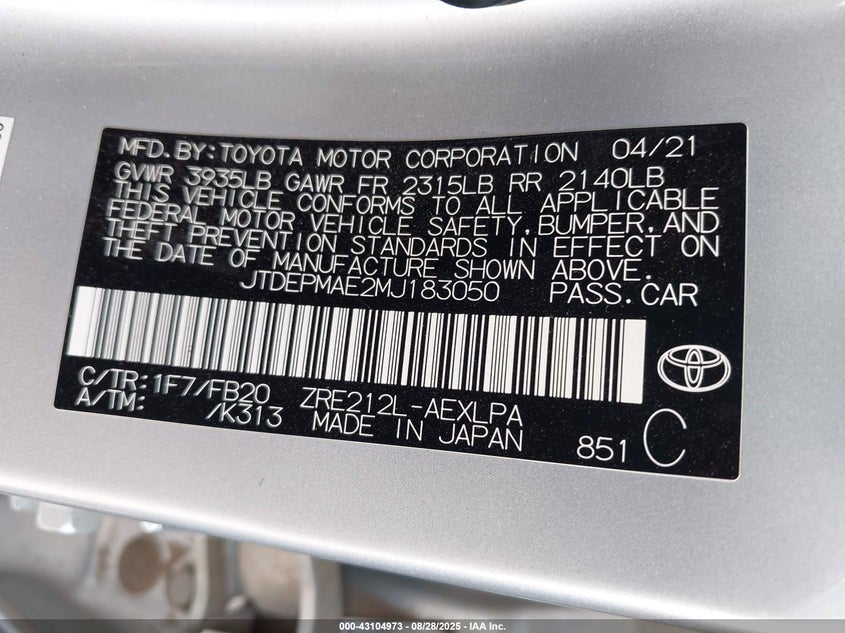 MFD.BY:TOYOTA MOTOR CORPORATION 04/21
GVWR 3935LB GAWR FR 2315LB RR 2140LB
THIS VEHICLE CONFORMS TO ALL APPLICABLE
FEDERAL MOTOR VEHICLE SAFETY,BUMPER,AND
THEFT PREVENTION STANDARDS IN EFFECT ON
THE DATE OF MANUFACTURE SHOWN ABOVE.
JTDEPMAE2MJ183050 PASS.CAR
C/TR:1F7/FB20 ZRE212L-AEXLPA
A/TM: /K313 MADE IN JAPAN 851 C
000-43104973 - 08/28/2025 - IAA Inc.